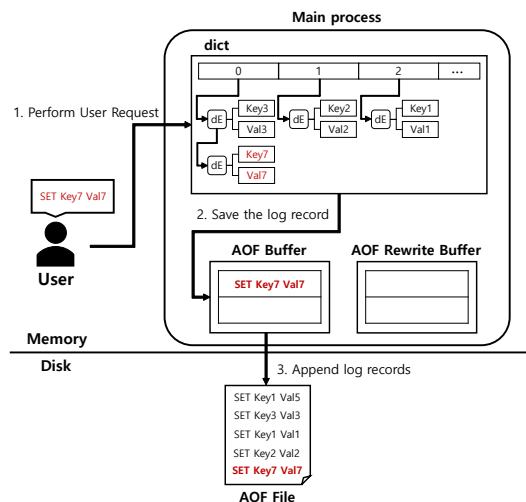 Main process
dict
0 1 2 ...
1. Perform User Request
dE Key3 dE Key2 dE Key1
Val3 Val2 Val1
dE Key7
Val7
SET Key7 Val7
User
2. Save the log record
AOF Buffer AOF Rewrite Buffer
SET Key7 Val7
Memory
Disk
3. Append log records
SET Key1 Val5
SET Key3 Val3
SET Key1 Val1
SET Key2 Val2
SET Key7 Val7
AOF File